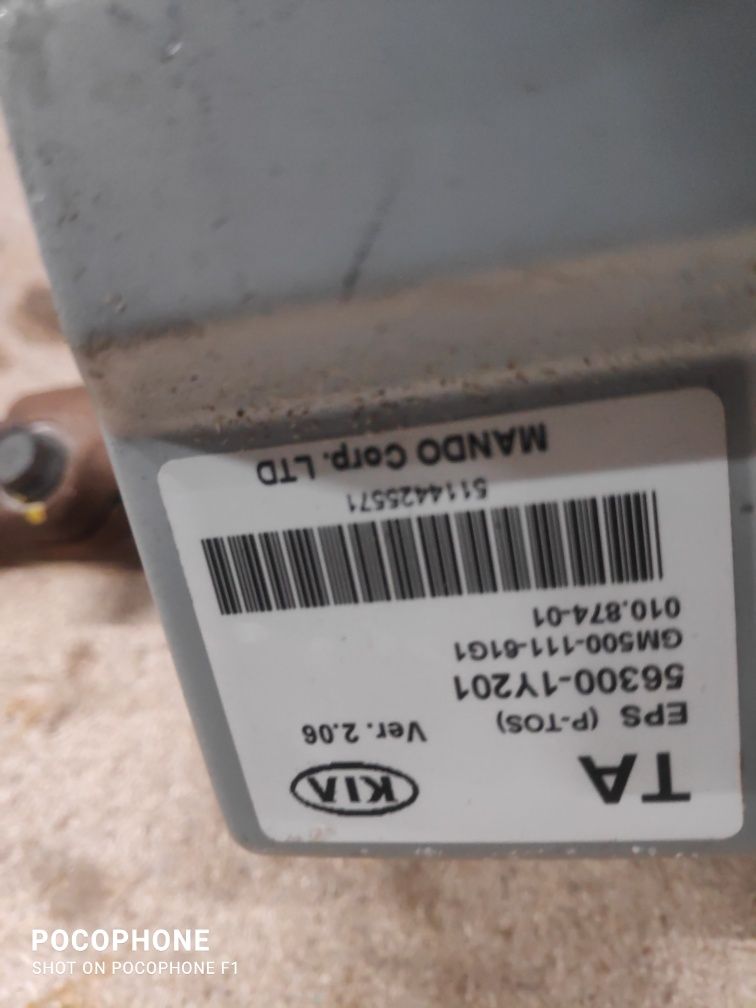 TA KIA
EPS (P-TOS) Ver. 2.06
56300-1Y201
GM500-111-61G1
010.874-01
5114425571
MANDO Corp. LTD
POCOPHONE
SHOT ON POCOPHONE F1